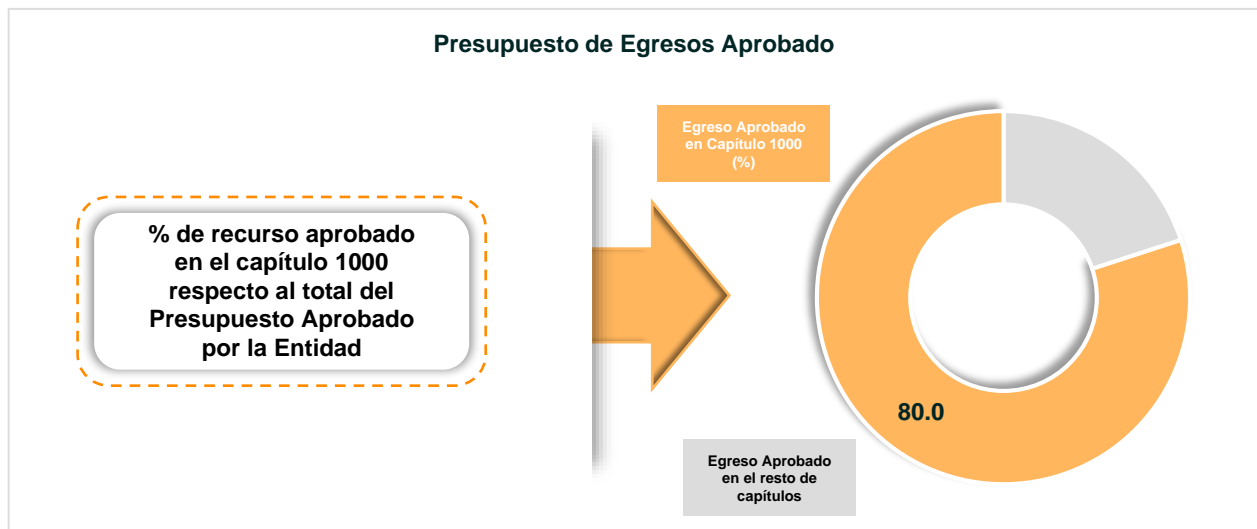 Presupuesto de Egresos Aprobado
Egreso Aprobado
en Capítulo 1000
(%)
% de recurso aprobado
en el capítulo 1000
respecto al total del
Presupuesto Aprobado
por la Entidad
80.0
Egreso Aprobado
en el resto de
capítulos